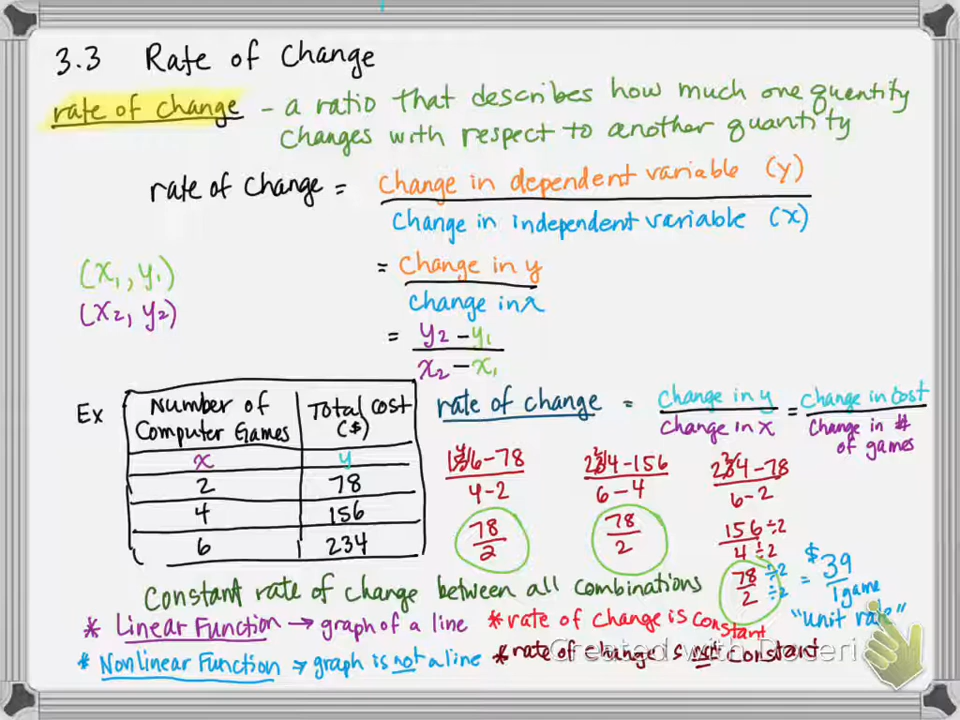 3.3 Rate of Change
rate of change - a ratio that describes how much one quantity
changes with respect to another quantity
rate of change = Change in dependent variable (y)
Change in independent variable (x)
(x₁, y₁)
(x₂, y₂)
= Change in y
Change in x
= y₂ - y₁
x₂ - x₁
Ex
Number of Computer Games | Total Cost ($)
x | y
2 | 78
4 | 156
6 | 234
rate of change = Change in y = Change in Cost
Change in x Change in # of games
156-78 234-156 234-78
4-2 6-4 6-2
78 78 156 ÷2
2 2 4 ÷2
78 ÷2 = $39
2 ÷2 1 game
"unit rate"
Constant rate of change between all combinations
* Linear Function → graph of a line * rate of change is constant
* Nonlinear Function → graph is not a line * rate of change is not constant
Created with Doceri